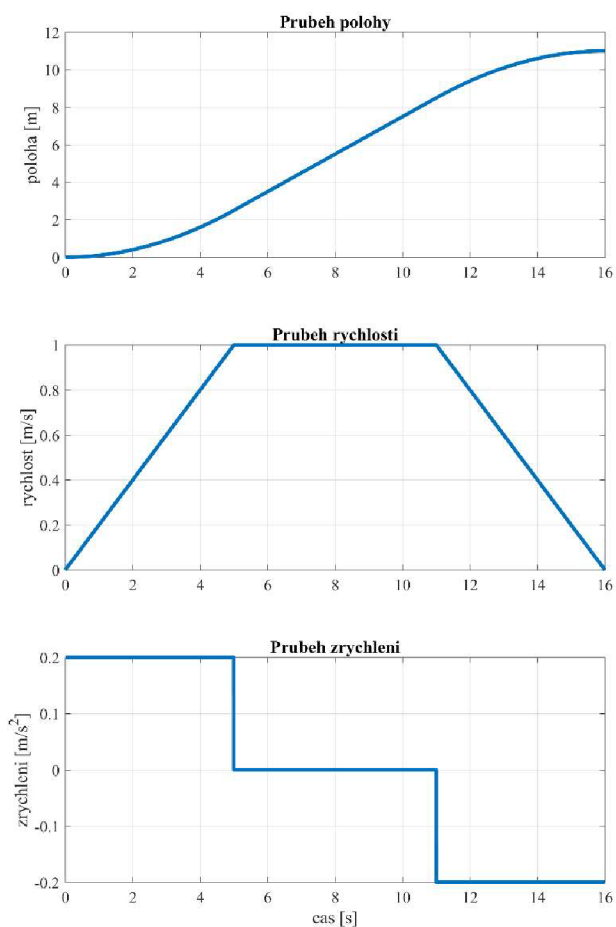 Prubeh polohy
12
10
8
6
4
2
0
poloha [m]
0 2 4 6 8 10 12 14 16
Prubeh rychlosti
1
0.8
0.6
0.4
0.2
0
rychlost [m/s]
0 2 4 6 8 10 12 14 16
Prubeh zrychleni
0.2
0.1
0
-0.1
-0.2
zrychleni [m/s²]
0 2 4 6 8 10 12 14 16
cas [s]